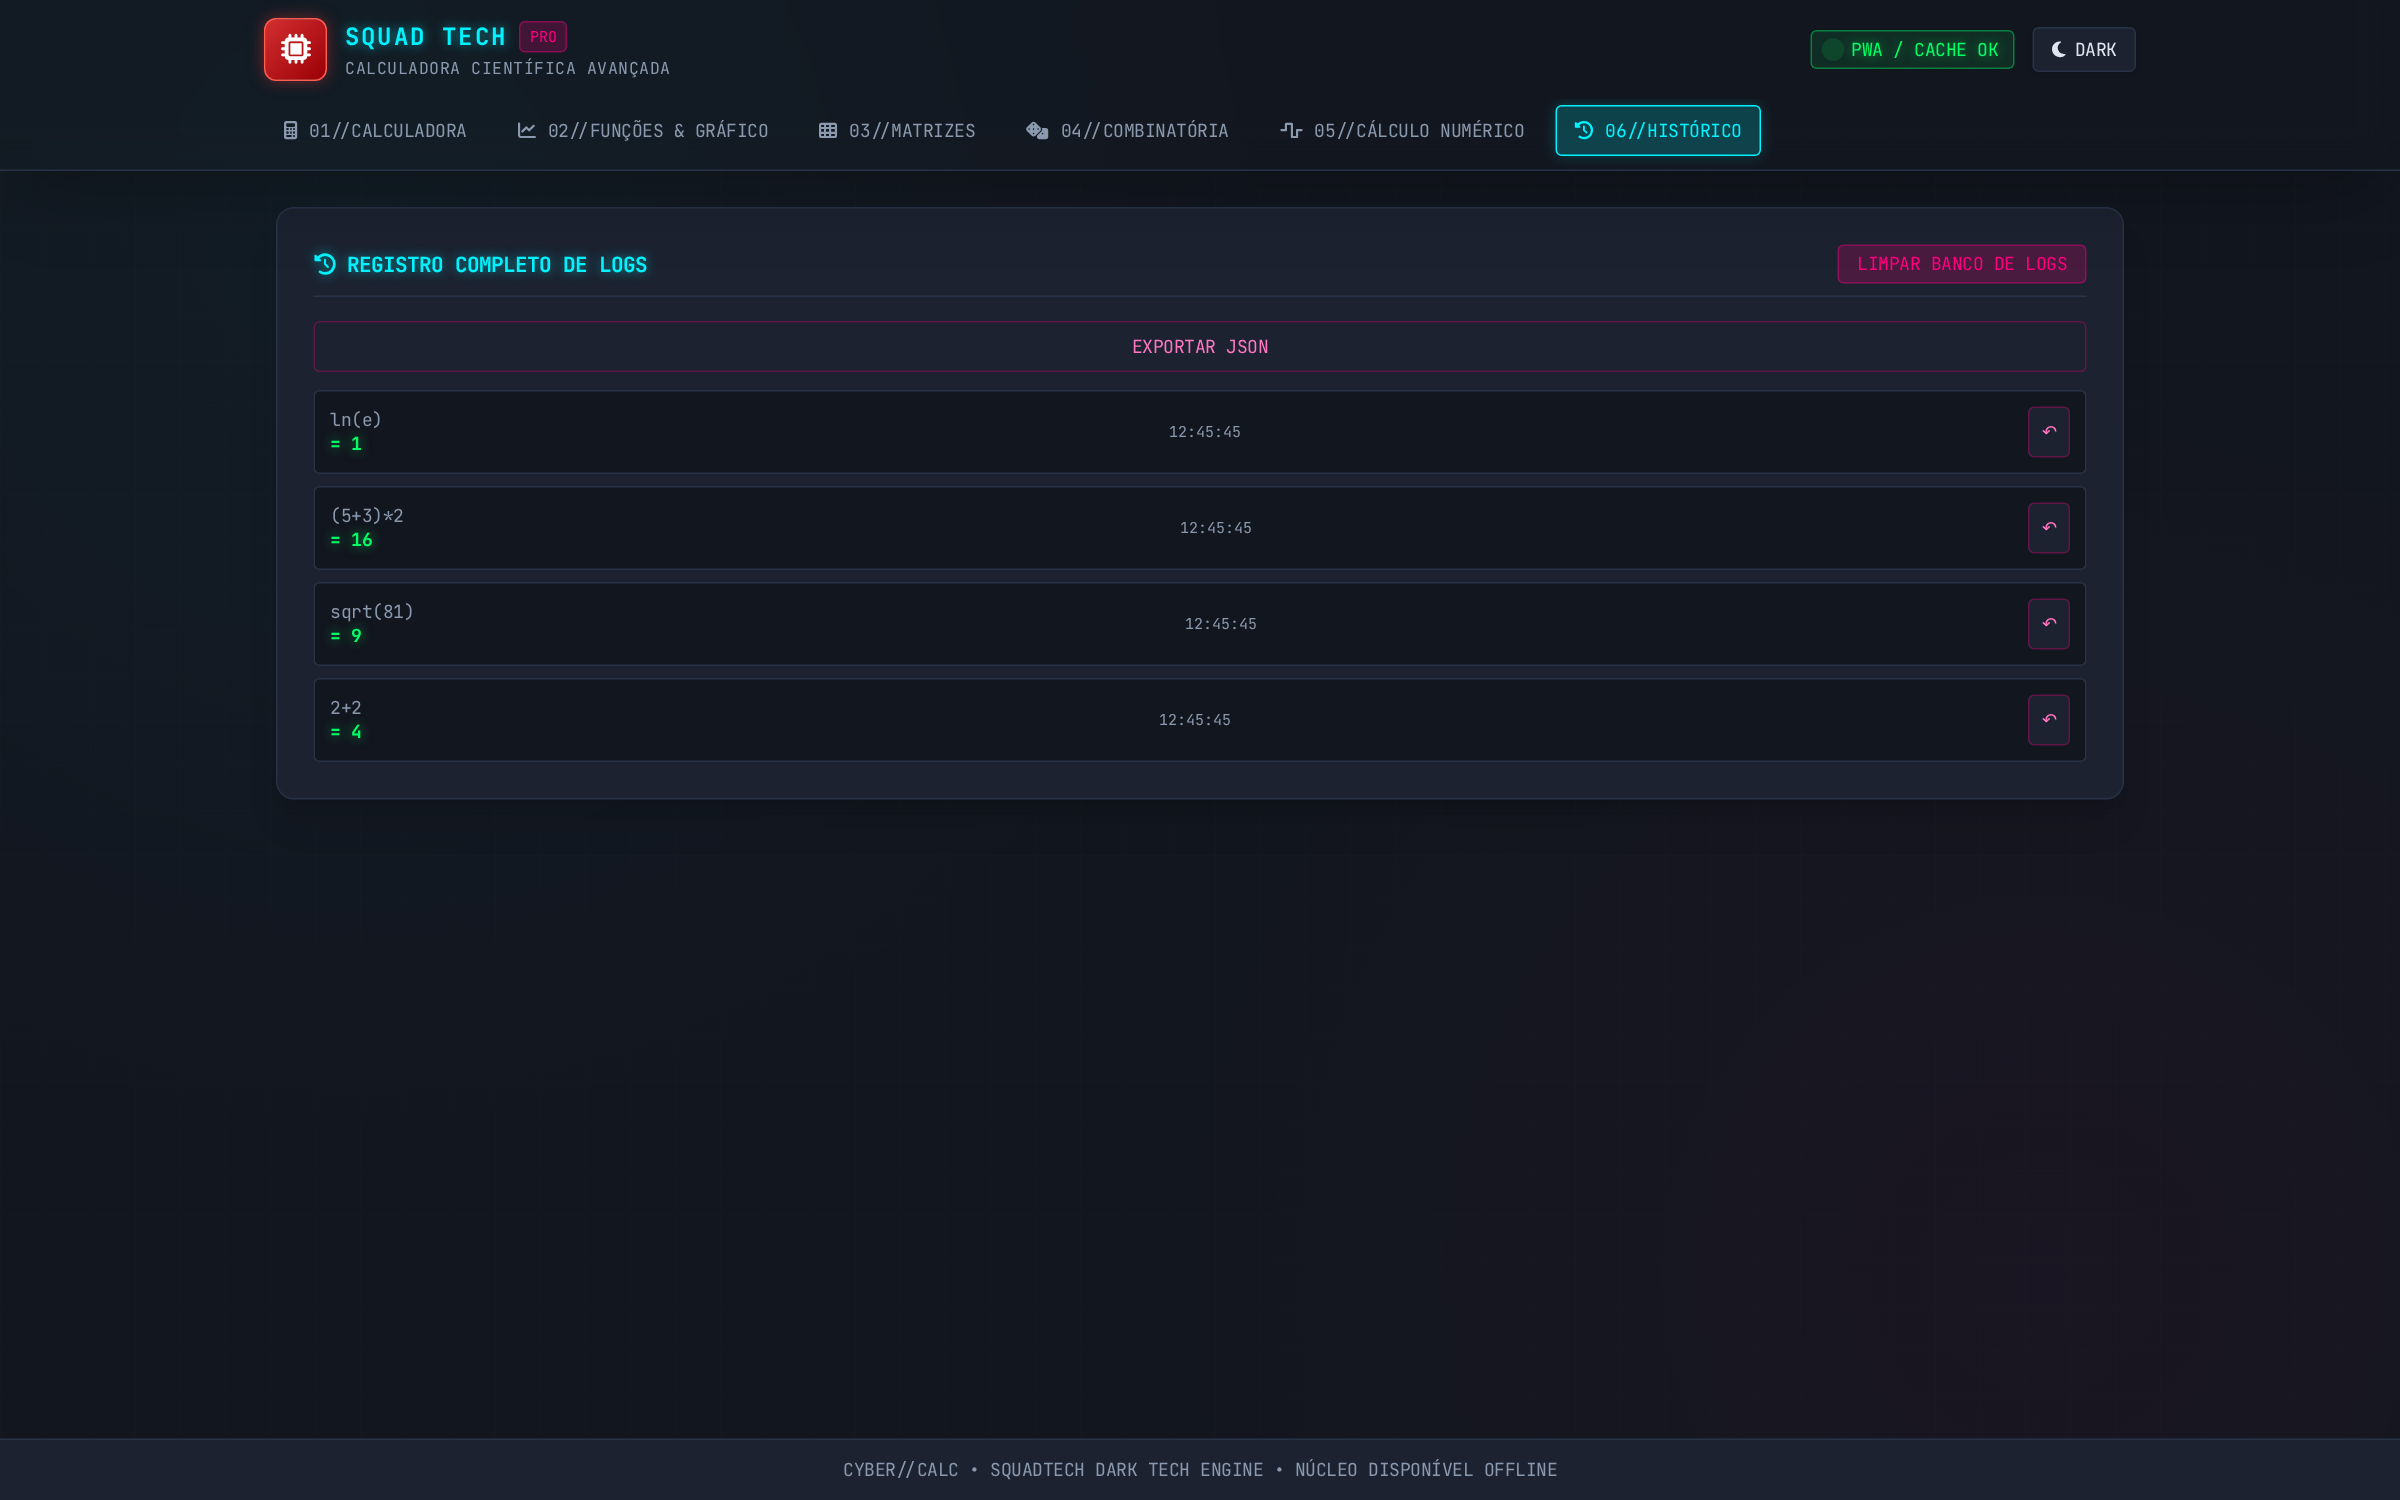 SQUAD TECH PRO
CALCULADORA CIENTÍFICA AVANÇADA
PWA / CACHE OK
DARK
01//CALCULADORA
02//FUNÇÕES & GRÁFICO
03//MATRIZES
04//COMBINATÓRIA
05//CÁLCULO NUMÉRICO
06//HISTÓRICO
REGISTRO COMPLETO DE LOGS
LIMPAR BANCO DE LOGS
EXPORTAR JSON
ln(e)
= 1
12:45:45
↶
(5+3)*2
= 16
12:45:45
↶
sqrt(81)
= 9
12:45:45
↶
2+2
= 4
12:45:45
↶
CYBER//CALC • SQUADTECH DARK TECH ENGINE • NÚCLEO DISPONÍVEL OFFLINE